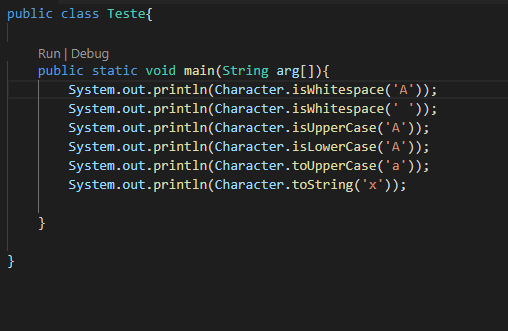 public class Teste{
Run | Debug
public static void main(String arg[]){
System.out.println(Character.isWhitespace('A'));
System.out.println(Character.isWhitespace(' '));
System.out.println(Character.isUpperCase('A'));
System.out.println(Character.isLowerCase('A'));
System.out.println(Character.toUpperCase('a'));
System.out.println(Character.toString('x'));
}
}